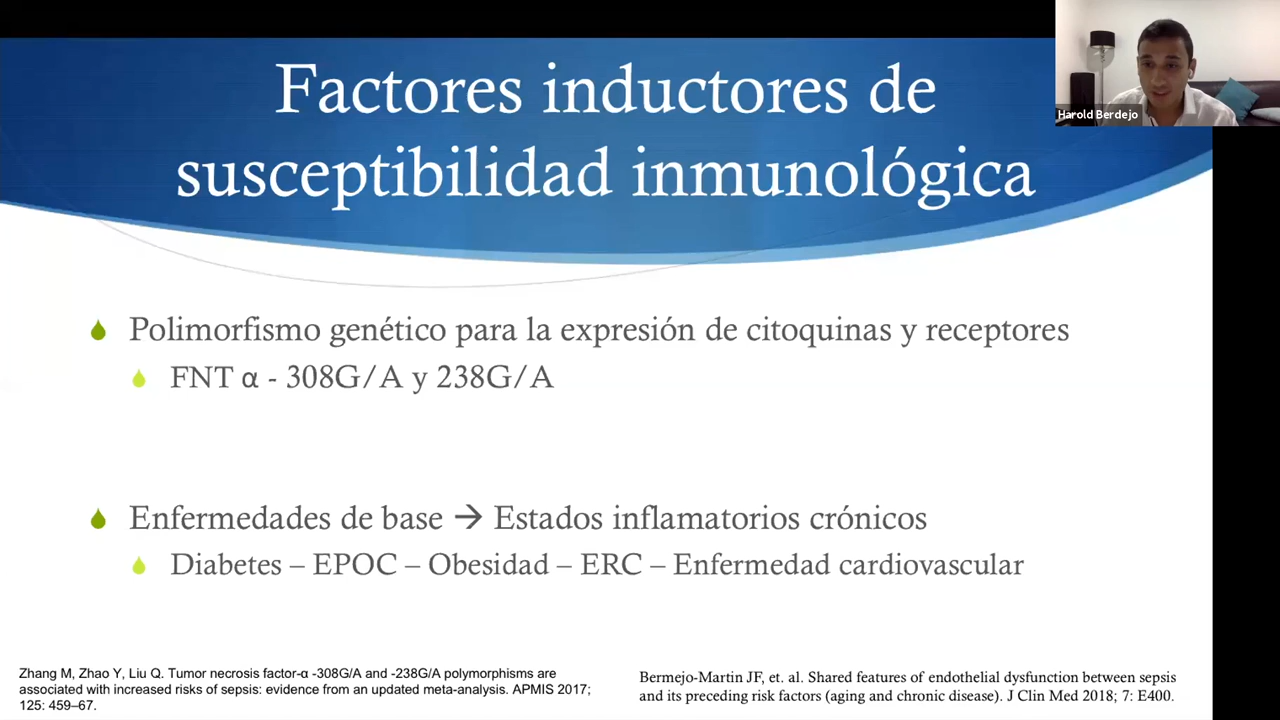 Factores inductores de
susceptibilidad inmunológica
Harold Berdejo
Polimorfismo genético para la expresión de citoquinas y receptores
FNT α - 308G/A y 238G/A
Enfermedades de base → Estados inflamatorios crónicos
Diabetes – EPOC – Obesidad – ERC – Enfermedad cardiovascular
Zhang M, Zhao Y, Liu Q. Tumor necrosis factor-α -308G/A and -238G/A polymorphisms are
associated with increased risks of sepsis: evidence from an updated meta-analysis. APMIS 2017;
125: 459–67.
Bermejo-Martin JF, et. al. Shared features of endothelial dysfunction between sepsis
and its preceding risk factors (aging and chronic disease). J Clin Med 2018; 7: E400.